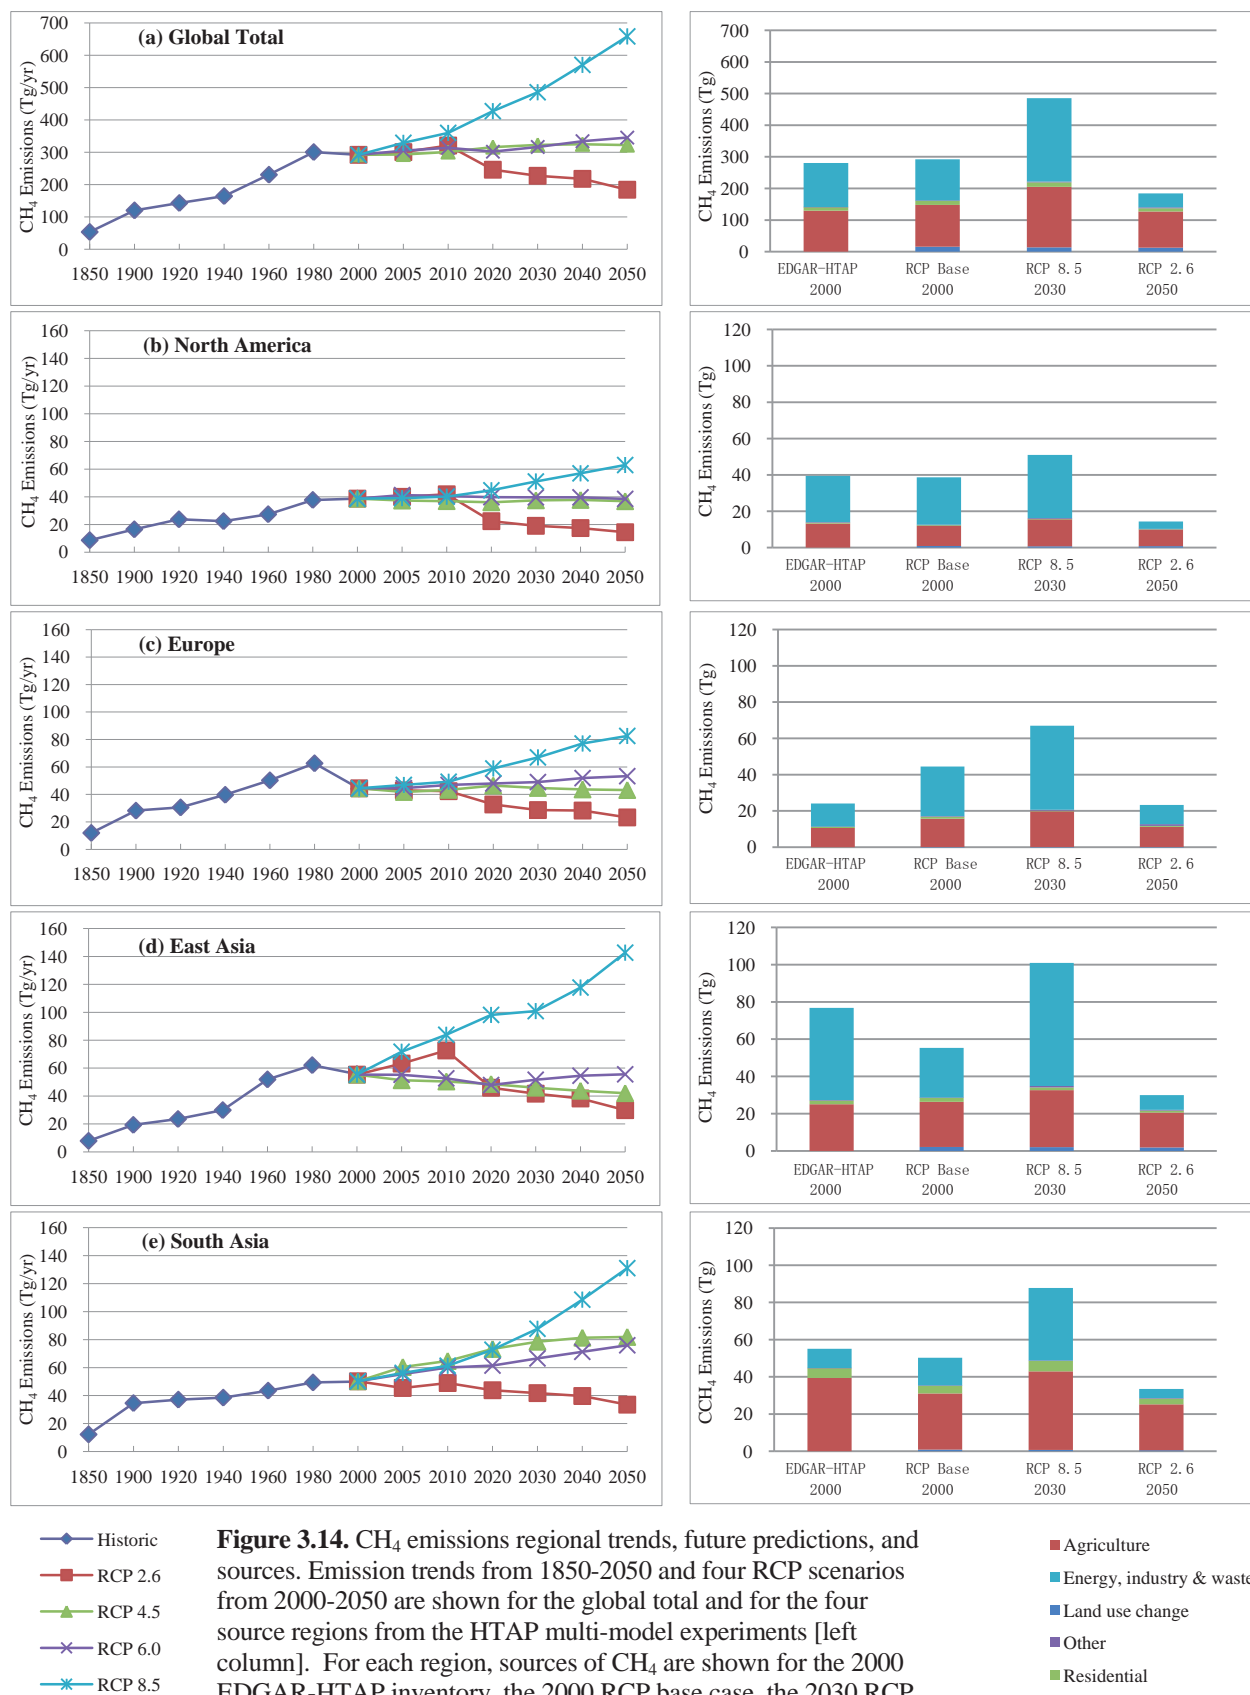 (a) Global Total
CH4 Emissions (Tg/yr)
700
600
500
400
300
200
100
0
1850 1900 1920 1940 1960 1980 2000 2005 2010 2020 2030 2040 2050
CH4 Emissions (Tg)
700
600
500
400
300
200
100
0
EDGAR-HTAP RCP Base RCP 8.5 RCP 2.6
2000 2000 2030 2050
(b) North America
CH4 Emissions (Tg/yr)
160
140
120
100
80
60
40
20
0
1850 1900 1920 1940 1960 1980 2000 2005 2010 2020 2030 2040 2050
CH4 Emissions (Tg)
120
100
80
60
40
20
0
EDGAR-HTAP RCP Base RCP 8.5 RCP 2.6
2000 2000 2030 2050
(c) Europe
CH4 Emissions (Tg/yr)
160
140
120
100
80
60
40
20
0
1850 1900 1920 1940 1960 1980 2000 2005 2010 2020 2030 2040 2050
CH4 Emissions (Tg)
120
100
80
60
40
20
0
EDGAR-HTAP RCP Base RCP 8.5 RCP 2.6
2000 2000 2030 2050
(d) East Asia
CH4 Emissions (Tg/yr)
160
140
120
100
80
60
40
20
0
1850 1900 1920 1940 1960 1980 2000 2005 2010 2020 2030 2040 2050
CH4 Emissions (Tg)
120
100
80
60
40
20
0
EDGAR-HTAP RCP Base RCP 8.5 RCP 2.6
2000 2000 2030 2050
(e) South Asia
CH4 Emissions (Tg/yr)
160
140
120
100
80
60
40
20
0
1850 1900 1920 1940 1960 1980 2000 2005 2010 2020 2030 2040 2050
CCH4 Emissions (Tg)
120
100
80
60
40
20
0
EDGAR-HTAP RCP Base RCP 8.5 RCP 2.6
2000 2000 2030 2050
Historic
RCP 2.6
RCP 4.5
RCP 6.0
RCP 8.5
Figure 3.14. CH4 emissions regional trends, future predictions, and
sources. Emission trends from 1850-2050 and four RCP scenarios
from 2000-2050 are shown for the global total and for the four
source regions from the HTAP multi-model experiments [left
column]. For each region, sources of CH4 are shown for the 2000
EDGAR-HTAP inventory, the 2000 RCP base case, the 2030 RCP
Agriculture
Energy, industry & waste
Land use change
Other
Residential